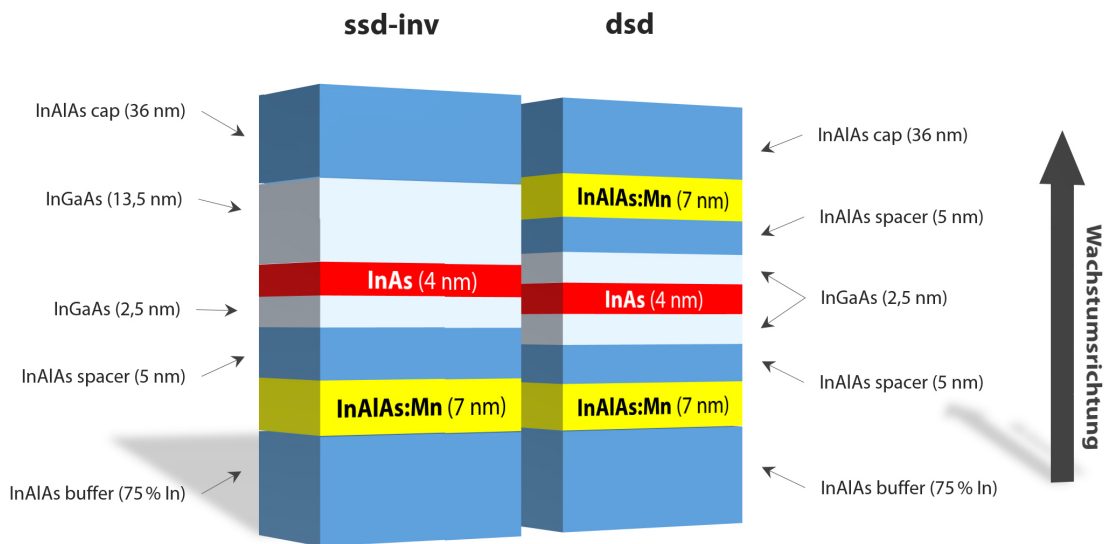 ssd-inv
dsd
InAlAs cap (36 nm)
InGaAs (13,5 nm)
InGaAs (2,5 nm)
InAlAs spacer (5 nm)
InAlAs buffer (75 % In)
InAs (4 nm)
InAlAs:Mn (7 nm)
InAlAs:Mn (7 nm)
InAs (4 nm)
InAlAs:Mn (7 nm)
InAlAs cap (36 nm)
InAlAs spacer (5 nm)
InGaAs (2,5 nm)
InAlAs spacer (5 nm)
InAlAs buffer (75 % In)
Wachstumsrichtung